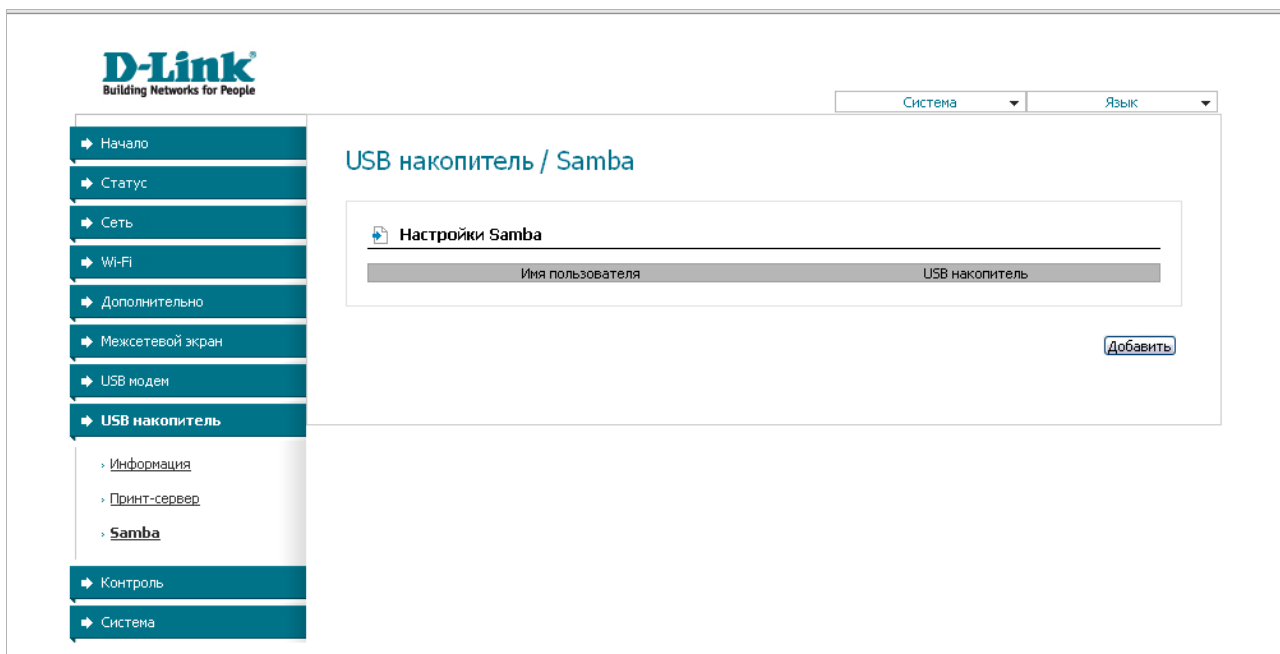 D-Link
Building Networks for People
Система
Язык
Начало
Статус
Сеть
Wi-Fi
Дополнительно
Межсетевой экран
USB модем
USB накопитель
Информация
Принт-сервер
Samba
Контроль
Система
USB накопитель / Samba
Настройки Samba
Имя пользователя USB накопитель
Добавить